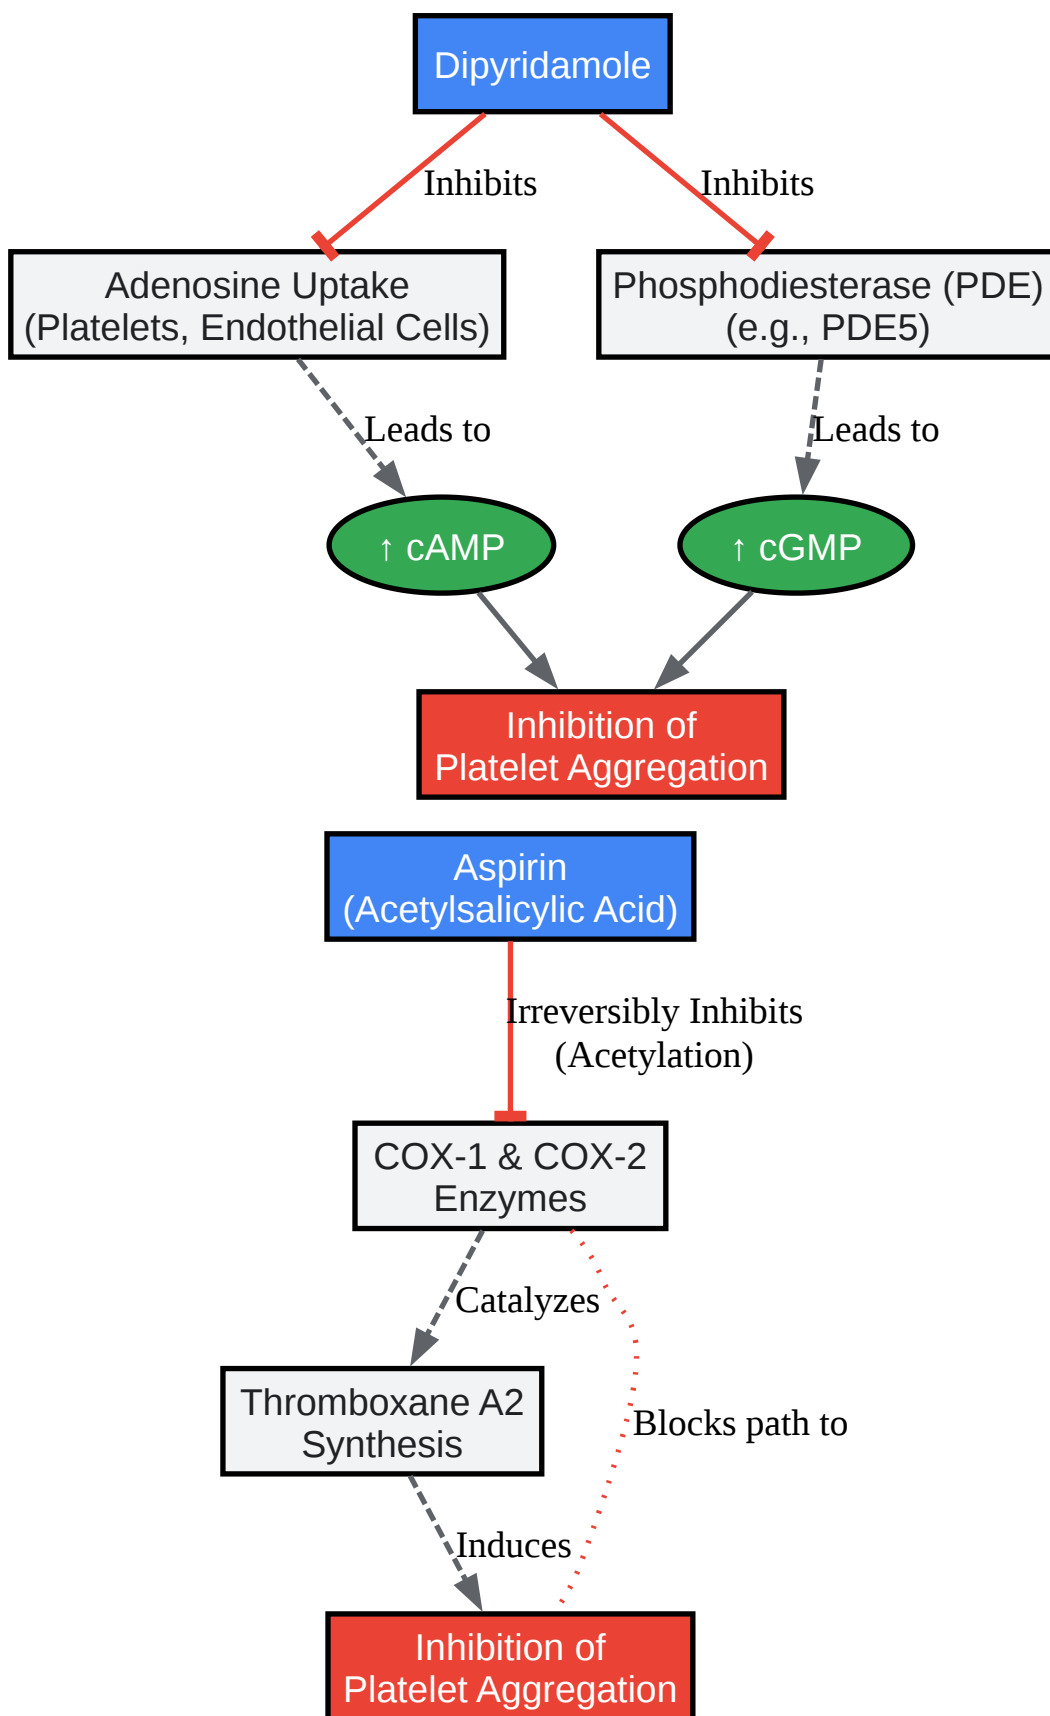 Dipyridamole
Inhibits
Inhibits
Adenosine Uptake
(Platelets, Endothelial Cells)
Phosphodiesterase (PDE)
(e.g., PDE5)
Leads to
Leads to
↑ cAMP
↑ cGMP
Inhibition of
Platelet Aggregation
Aspirin
(Acetylsalicylic Acid)
Irreversibly Inhibits
(Acetylation)
COX-1 & COX-2
Enzymes
Catalyzes
Thromboxane A2
Synthesis
Blocks path to
Induces
Inhibition of
Platelet Aggregation